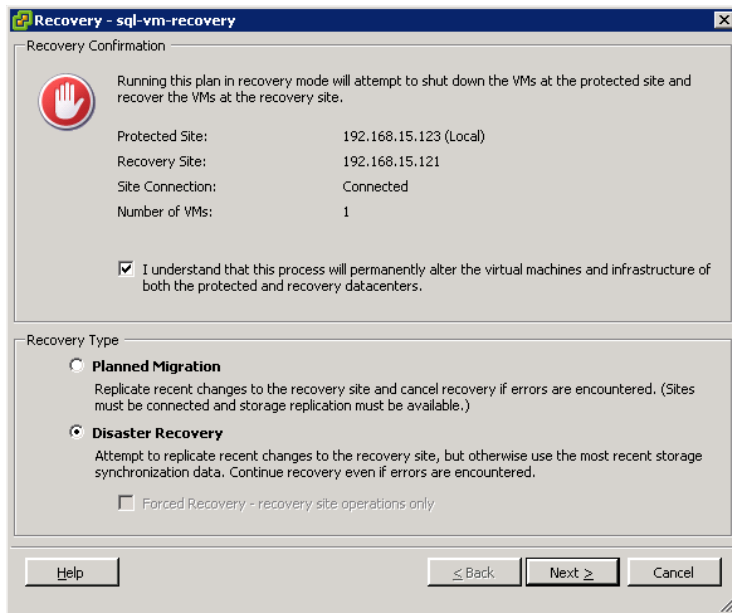 Recovery - sql-vm-recovery
Recovery Confirmation
Running this plan in recovery mode will attempt to shut down the VMs at the protected site and
recover the VMs at the recovery site.
Protected Site: 192.168.15.123 (Local)
Recovery Site: 192.168.15.121
Site Connection: Connected
Number of VMs: 1
I understand that this process will permanently alter the virtual machines and infrastructure of
both the protected and recovery datacenters.
Recovery Type
Planned Migration
Replicate recent changes to the recovery site and cancel recovery if errors are encountered. (Sites
must be connected and storage replication must be available.)
Disaster Recovery
Attempt to replicate recent changes to the recovery site, but otherwise use the most recent storage
synchronization data. Continue recovery even if errors are encountered.
Forced Recovery - recovery site operations only
Help < Back Next > Cancel